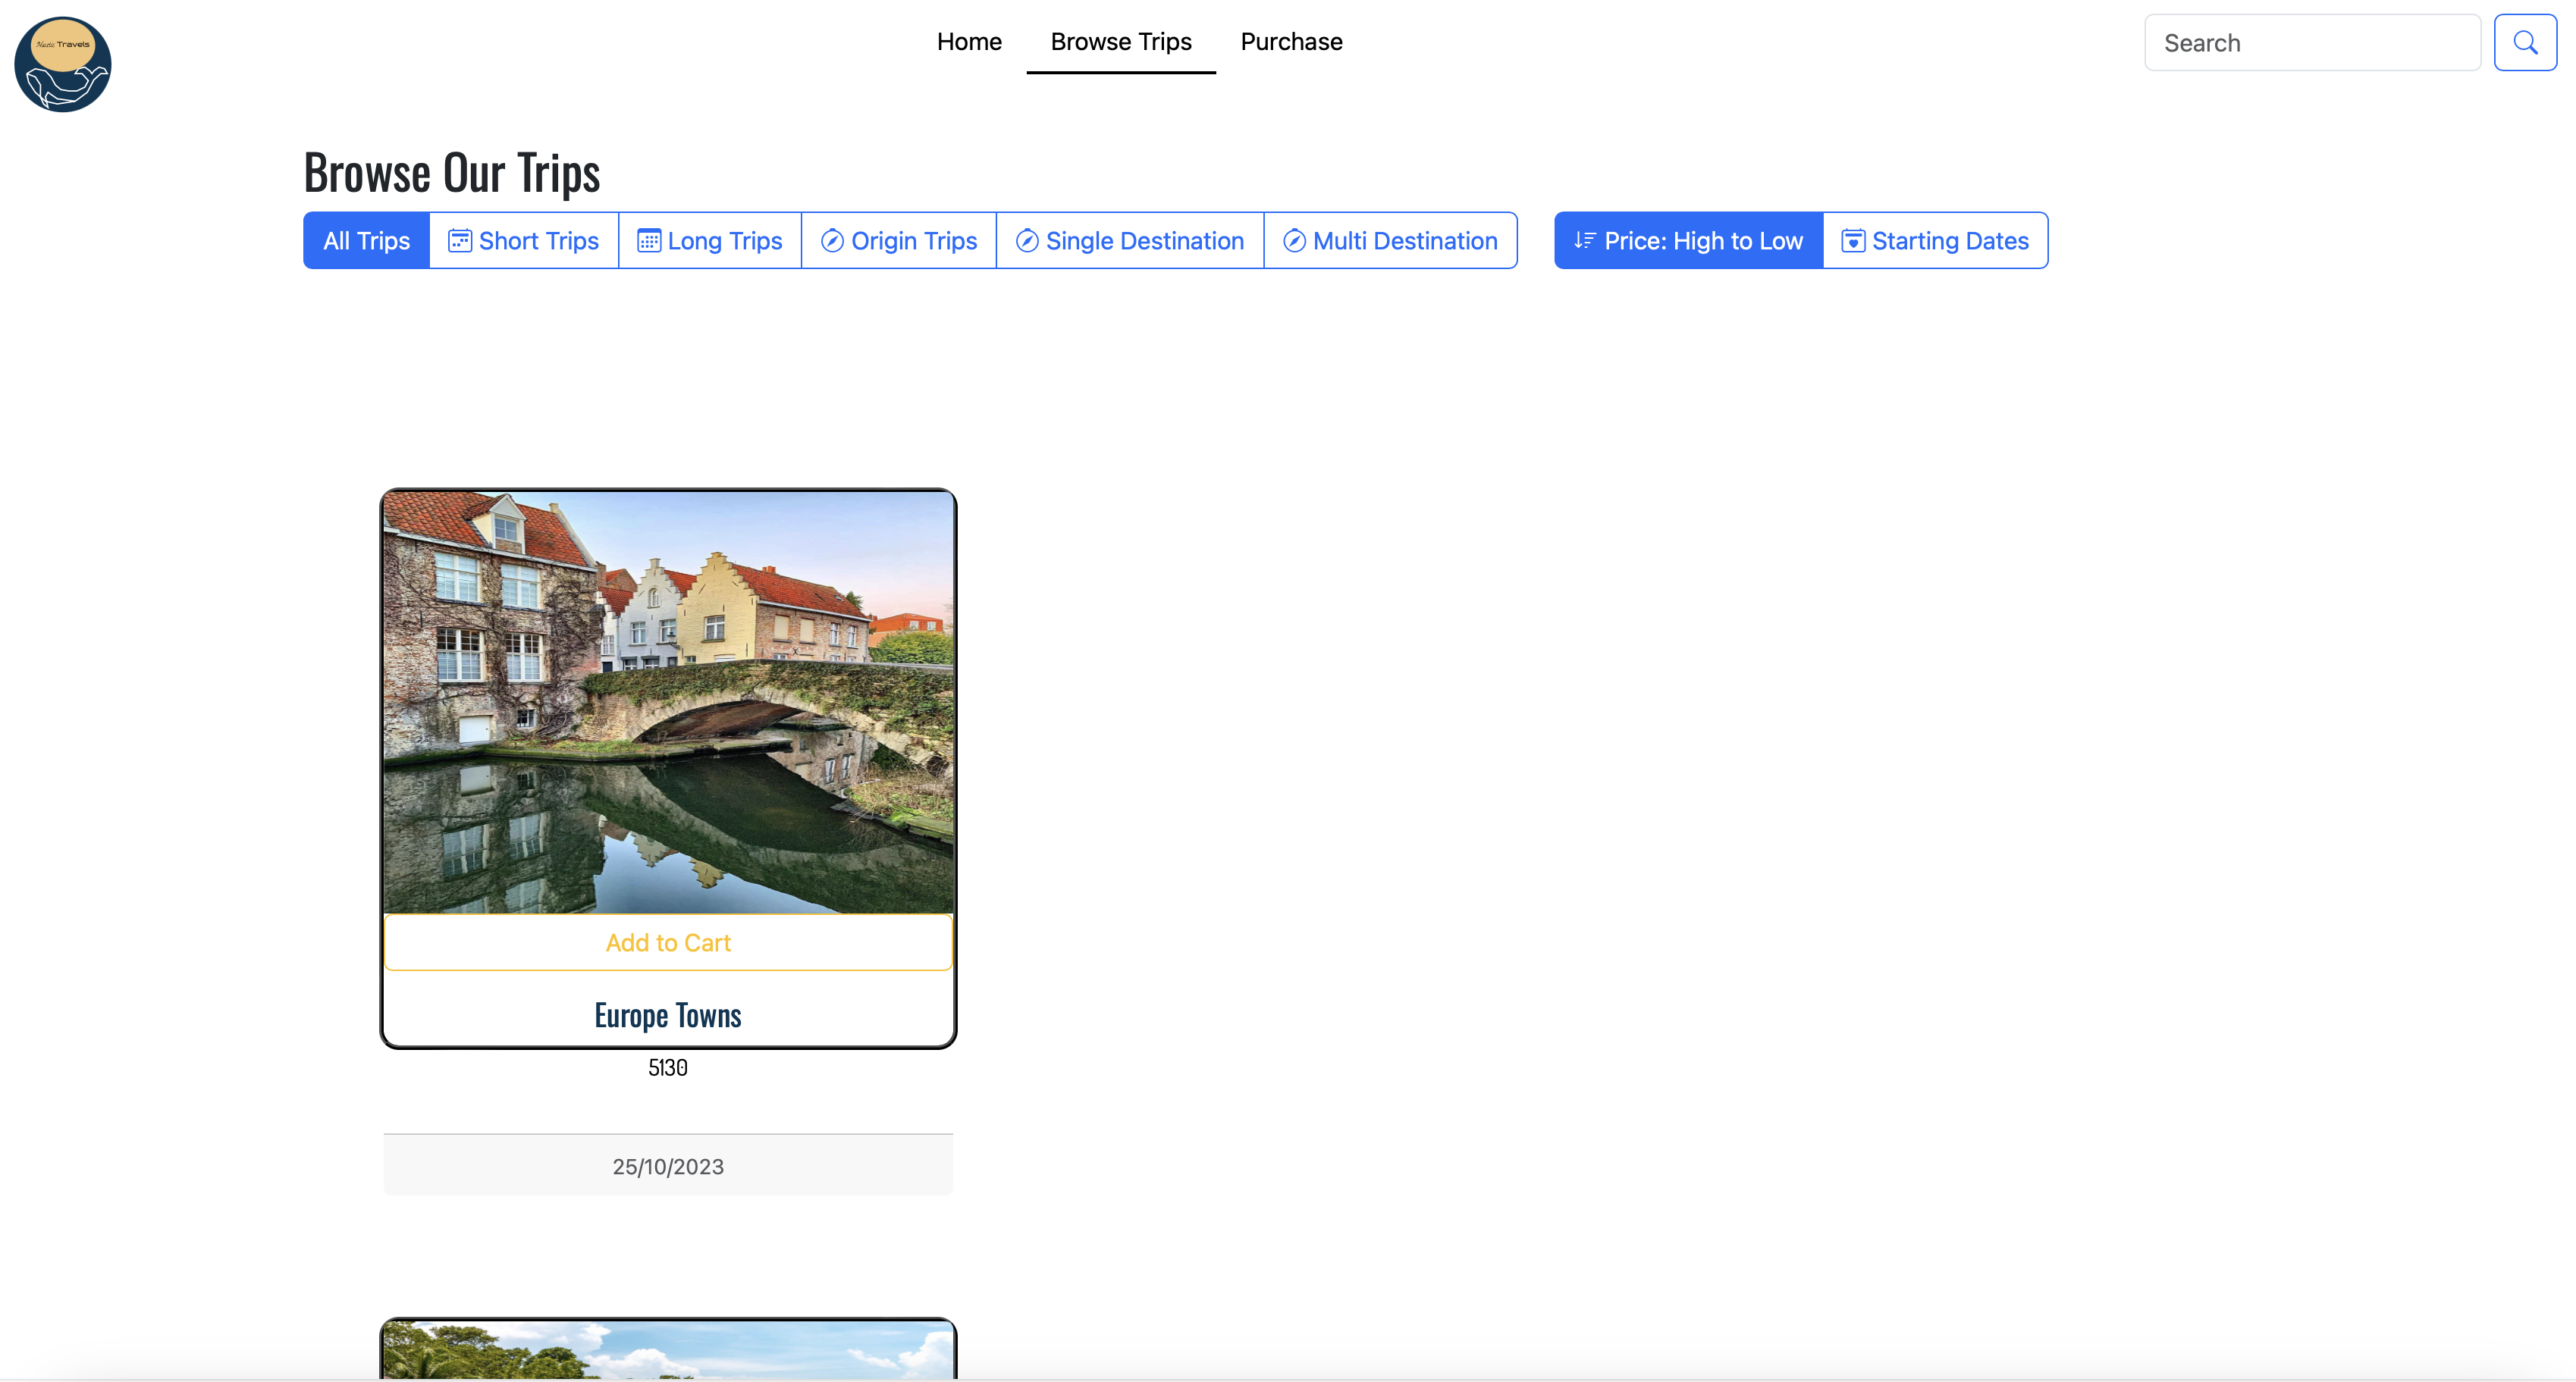 Nastic Travels
Home Browse Trips Purchase
Search
Browse Our Trips
All Trips Short Trips Long Trips Origin Trips Single Destination Multi Destination Price: High to Low Starting Dates
Add to Cart
Europe Towns
5130
25/10/2023